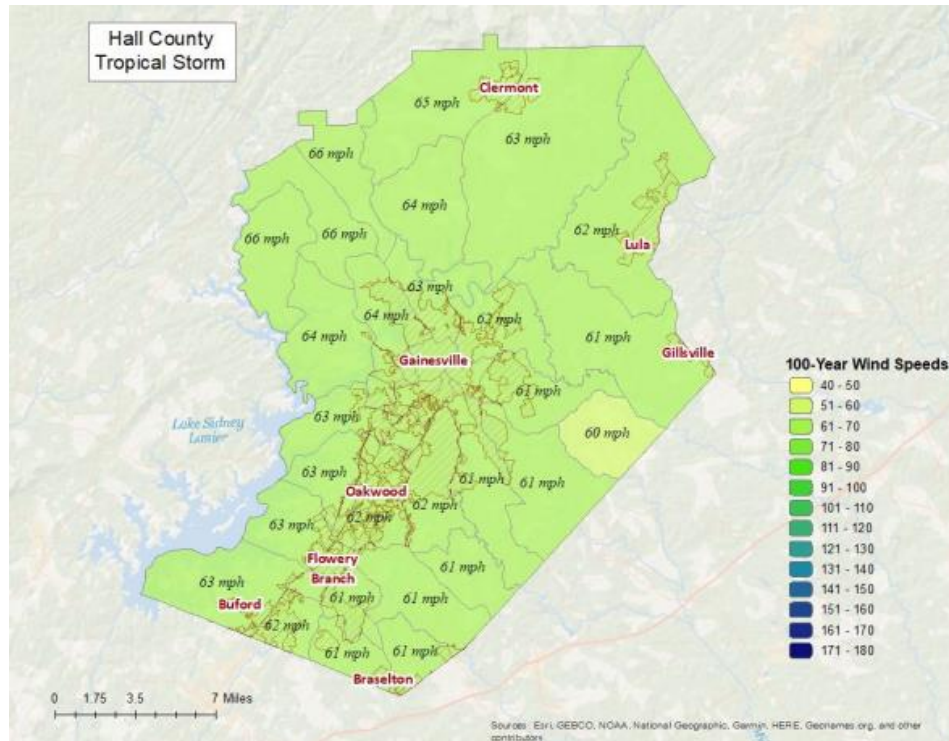 Hall County
Tropical Storm
Clermont
65 mph
63 mph
66 mph
64 mph
66 mph
66 mph
62 mph
Lula
63 mph
64 mph
62 mph
64 mph
61 mph
Gainesville
Gillsville
61 mph
63 mph
60 mph
Lake Sidney
Lanier
63 mph
61 mph
61 mph
Oakwood
62 mph
62 mph
63 mph
Flowery
Branch
61 mph
63 mph
61 mph
61 mph
Buford
62 mph
61 mph
61 mph
Braselton
100-Year Wind Speeds
40 - 50
51 - 60
61 - 70
71 - 80
81 - 90
91 - 100
101 - 110
111 - 120
121 - 130
131 - 140
141 - 150
151 - 160
161 - 170
171 - 180
0 1.75 3.5 7 Miles
Sources: Esri, GEBCO, NOAA, National Geographic, Garmin, HERE, Geonames.org, and other
contributors